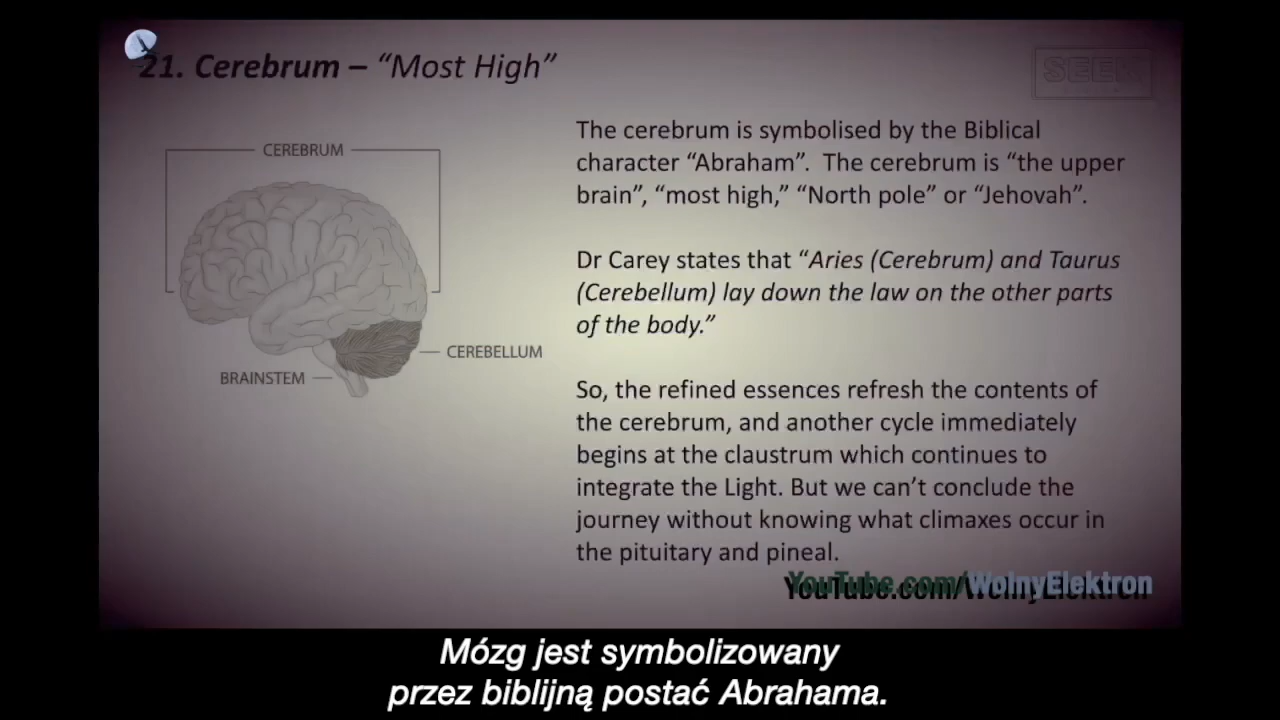 21. Cerebrum – “Most High”
SEE
CEREBRUM
CEREBELLUM
BRAINSTEM
The cerebrum is symbolised by the Biblical
character “Abraham”.  The cerebrum is “the upper
brain”, “most high,” “North pole” or “Jehovah”.
Dr Carey states that “Aries (Cerebrum) and Taurus
(Cerebellum) lay down the law on the other parts
of the body.”
So, the refined essences refresh the contents of
the cerebrum, and another cycle immediately
begins at the claustrum which continues to
integrate the Light. But we can’t conclude the
journey without knowing what climaxes occur in
the pituitary and pineal.
YouTube.com/WolnyElektron
Mózg jest symbolizowany
przez biblijną postać Abrahama.